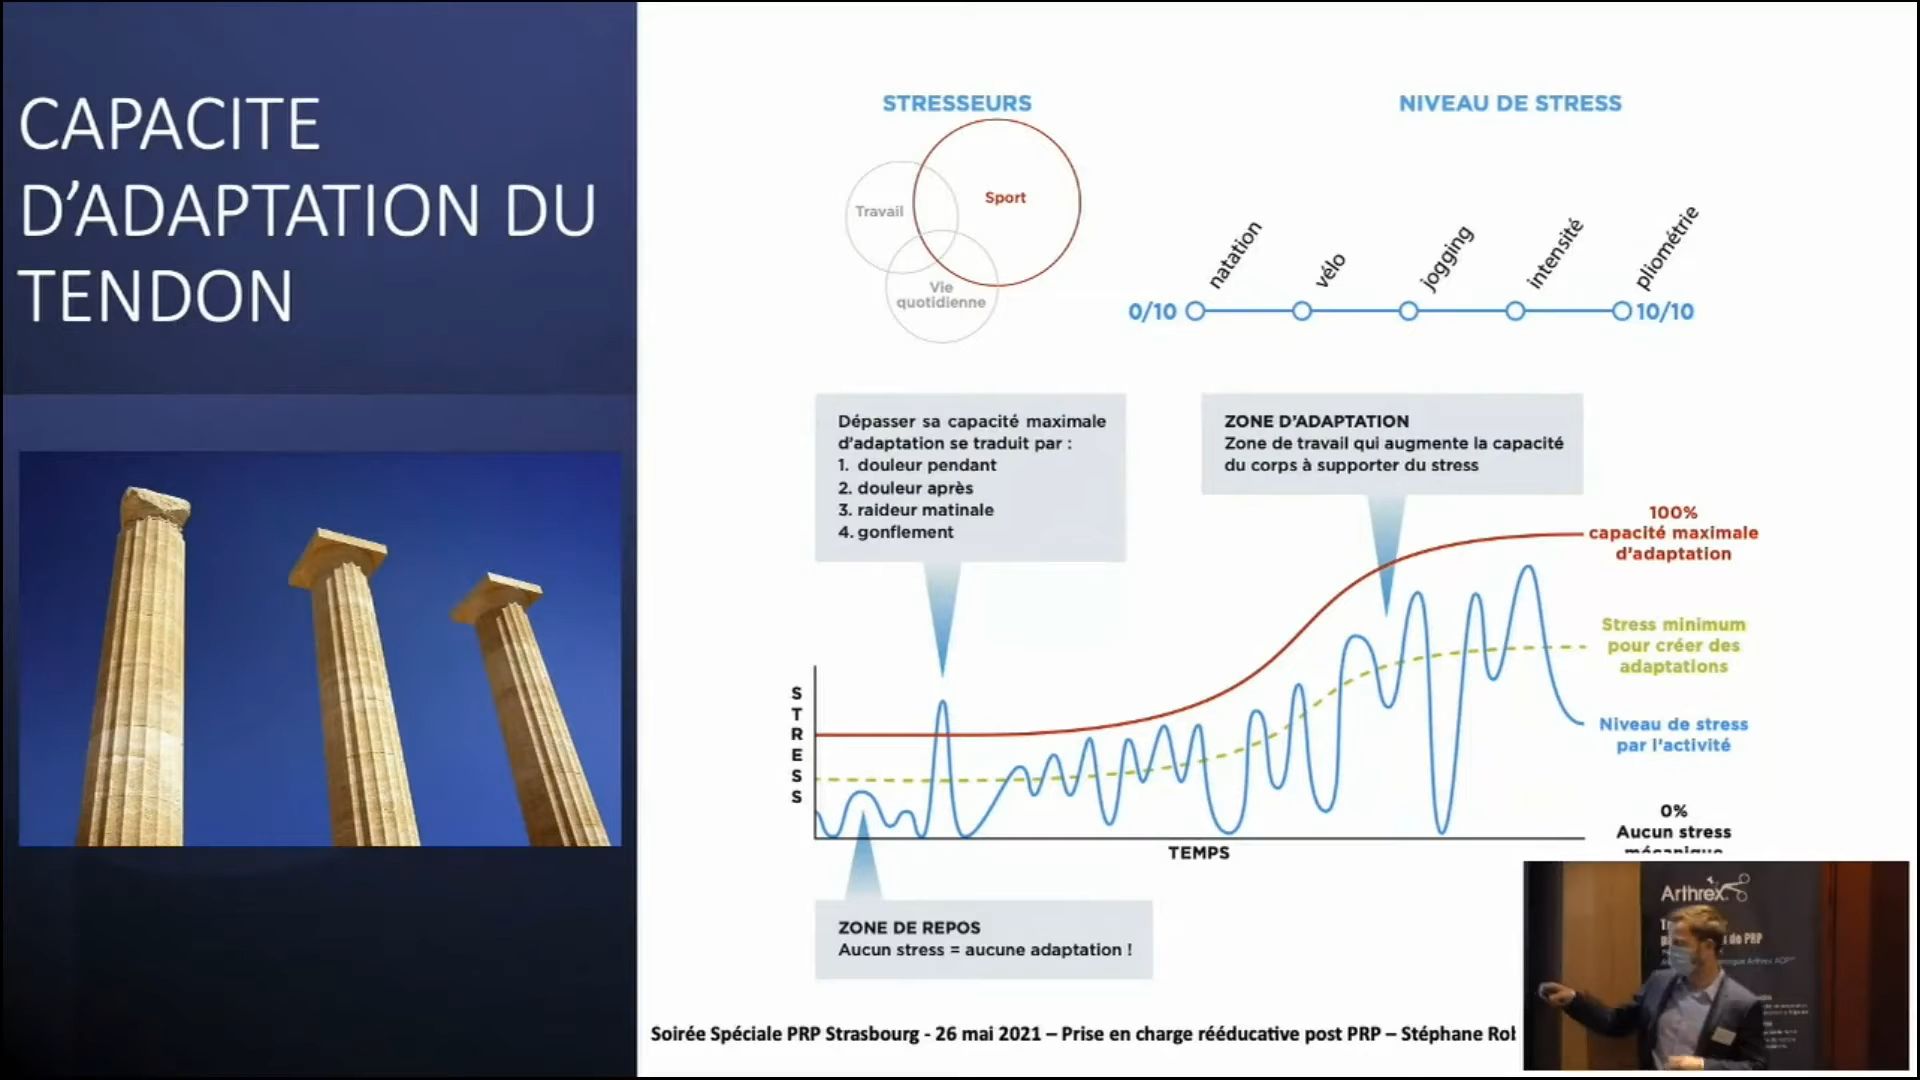 CAPACITE
D’ADAPTATION DU
TENDON
STRESSEURS
Travail
Sport
Vie
quotidienne
NIVEAU DE STRESS
natation
vélo
jogging
intensité
pliométrie
0/10
10/10
Dépasser sa capacité maximale
d’adaptation se traduit par :
1. douleur pendant
2. douleur après
3. raideur matinale
4. gonflement
ZONE D’ADAPTATION
Zone de travail qui augmente la capacité
du corps à supporter du stress
100%
capacité maximale
d’adaptation
Stress minimum
pour créer des
adaptations
Niveau de stress
par l’activité
0%
Aucun stress
mécanique
STRESS
TEMPS
ZONE DE REPOS
Aucun stress = aucune adaptation !
Soirée Spéciale PRP Strasbourg - 26 mai 2021 – Prise en charge rééducative post PRP – Stéphane Rob
Arthrex
de PRP